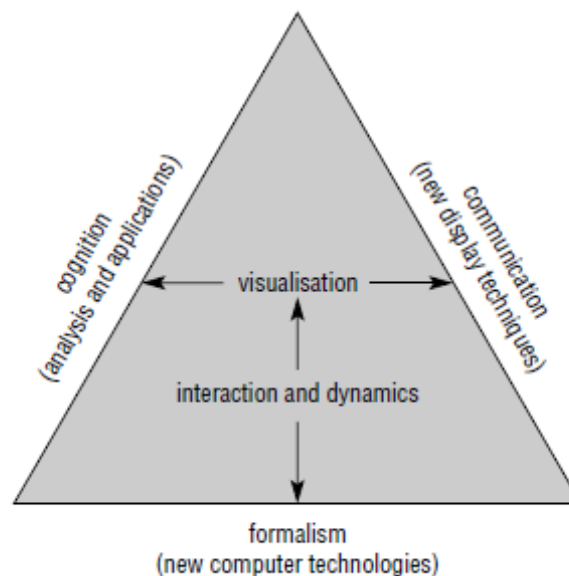 cognition
(analysis and applications)
communication
(new display techniques)
visualisation
interaction and dynamics
formalism
(new computer technologies)